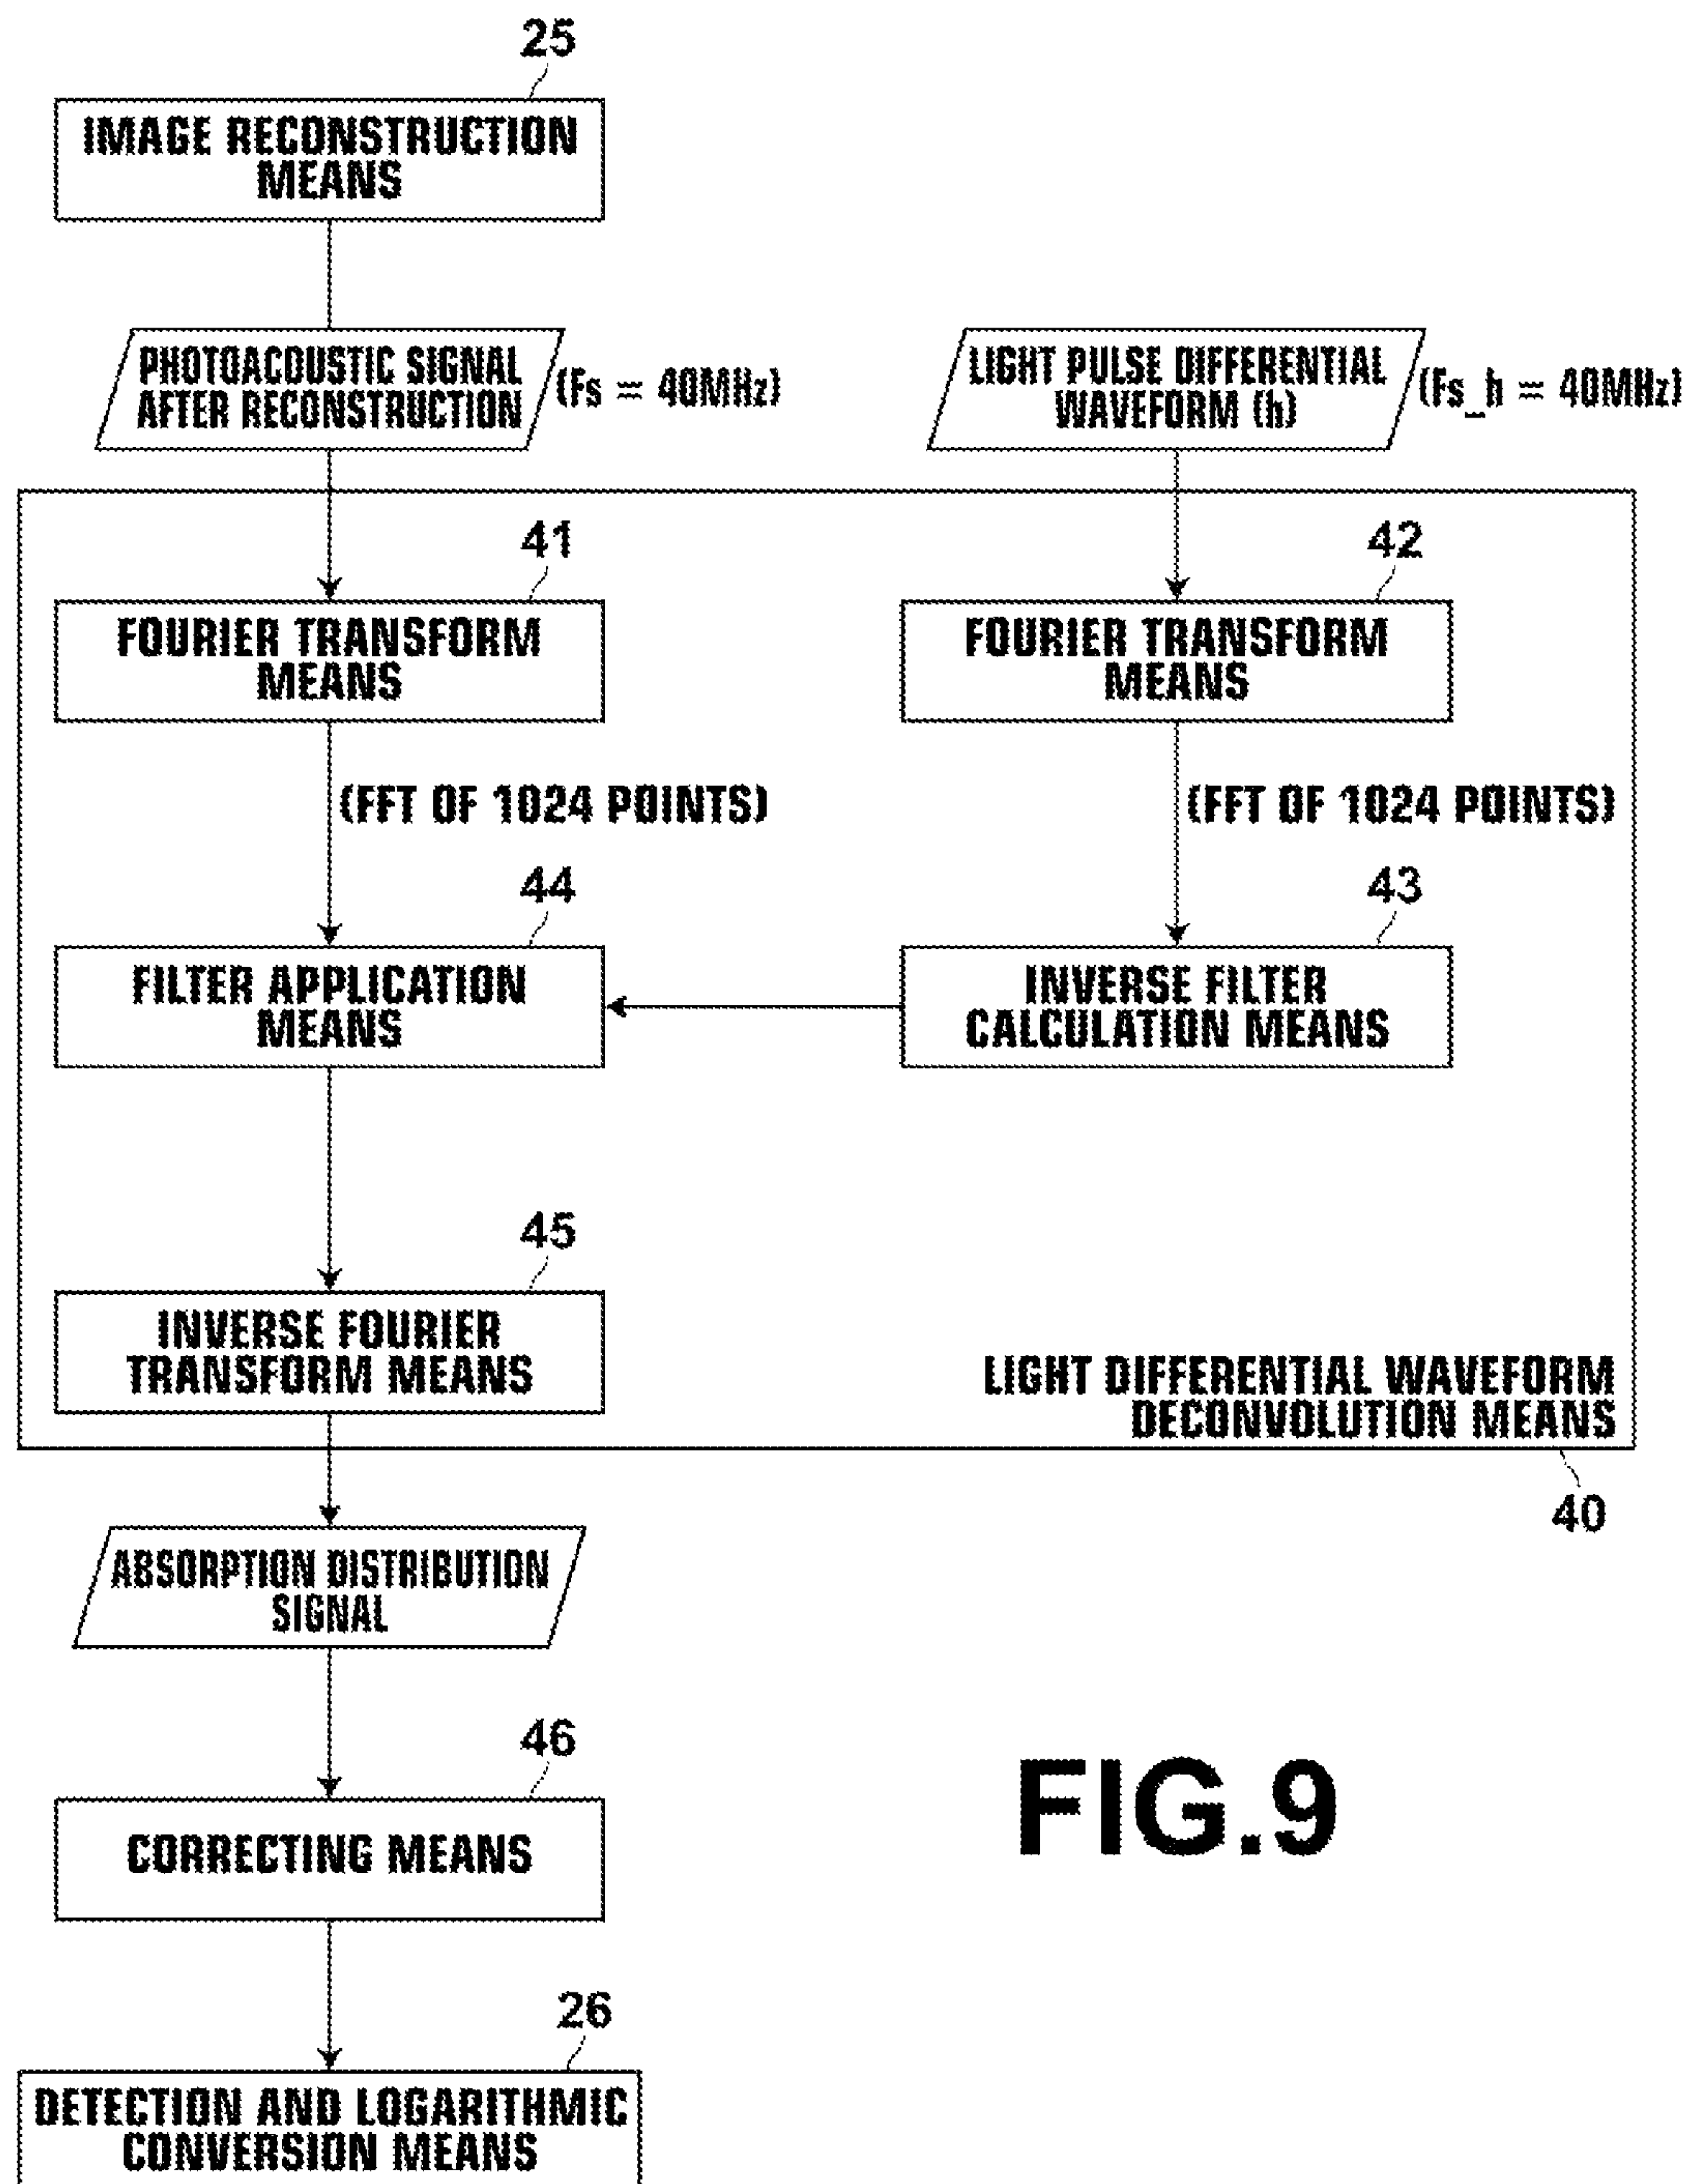 25
IMAGE RECONSTRUCTION
MEANS
PHOTOACOUSTIC SIGNAL
AFTER RECONSTRUCTION
(Fs = 40MHz)
LIGHT PULSE DIFFERENTIAL
WAVEFORM (h)
(Fs_h = 40MHz)
41
FOURIER TRANSFORM
MEANS
42
FOURIER TRANSFORM
MEANS
(FFT OF 1024 POINTS)
(FFT OF 1024 POINTS)
44
FILTER APPLICATION
MEANS
43
INVERSE FILTER
CALCULATION MEANS
45
INVERSE FOURIER
TRANSFORM MEANS
LIGHT DIFFERENTIAL WAVEFORM
DECONVOLUTION MEANS
40
ABSORPTION DISTRIBUTION
SIGNAL
46
CORRECTING MEANS
FIG.9
26
DETECTION AND LOGARITHMIC
CONVERSION MEANS